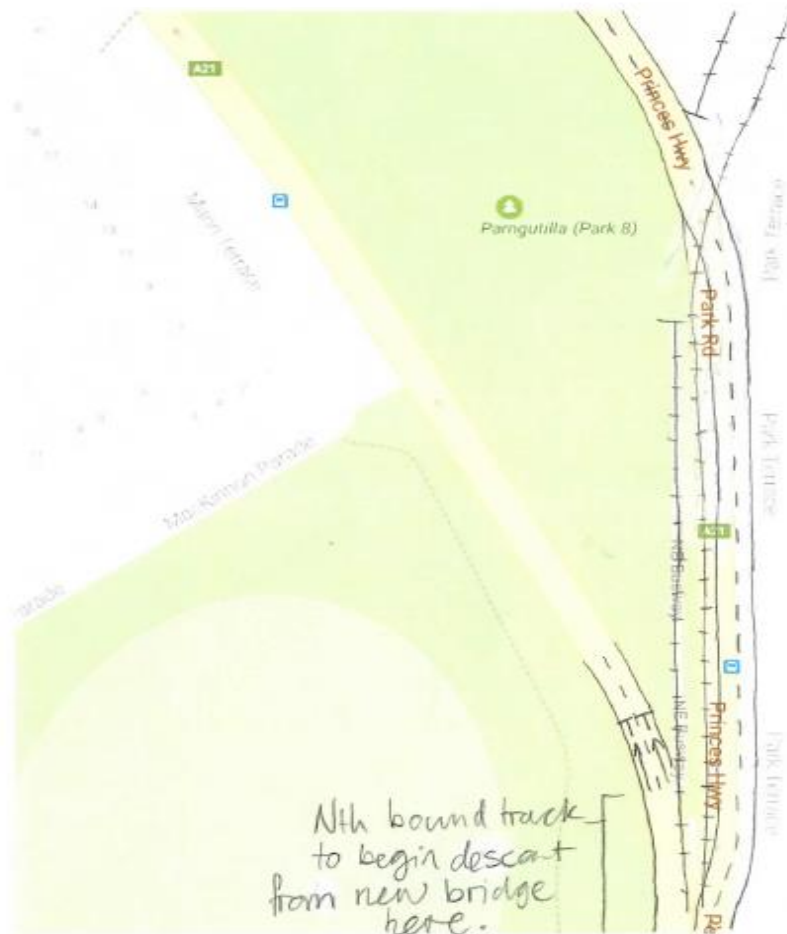 A21
Princes Hwy
Mann Terrace
Parngutilla (Park 8)
Park Terrace
Park Rd
Park Terrace
MacKinnon Parade
A21
NE Busway
arade
NE Busway
Princes Hwy
Park Terrace
Nth bound track
to begin descent
from new bridge
here.